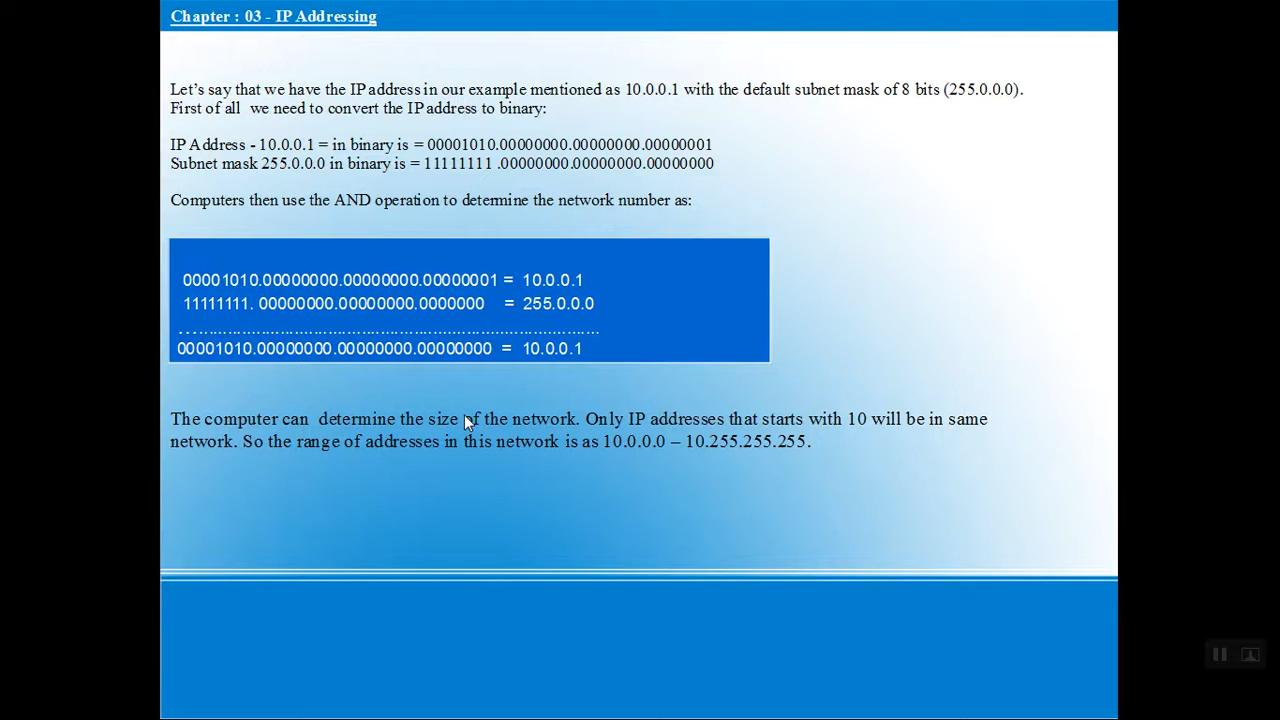 Chapter : 03 - IP Addressing
Let's say that we have the IP address in our example mentioned as 10.0.0.1 with the default subnet mask of 8 bits (255.0.0.0).
First of all we need to convert the IP address to binary:
IP Address - 10.0.0.1 = in binary is = 00001010.00000000.00000000.00000001
Subnet mask 255.0.0.0 in binary is = 11111111 .00000000.00000000.00000000
Computers then use the AND operation to determine the network number as:
00001010.00000000.00000000.00000001 = 10.0.0.1
11111111. 00000000.00000000.0000000 = 255.0.0.0
00001010.00000000.00000000.00000000 = 10.0.0.1
The computer can determine the size of the network. Only IP addresses that starts with 10 will be in same
network. So the range of addresses in this network is as 10.0.0.0 – 10.255.255.255.